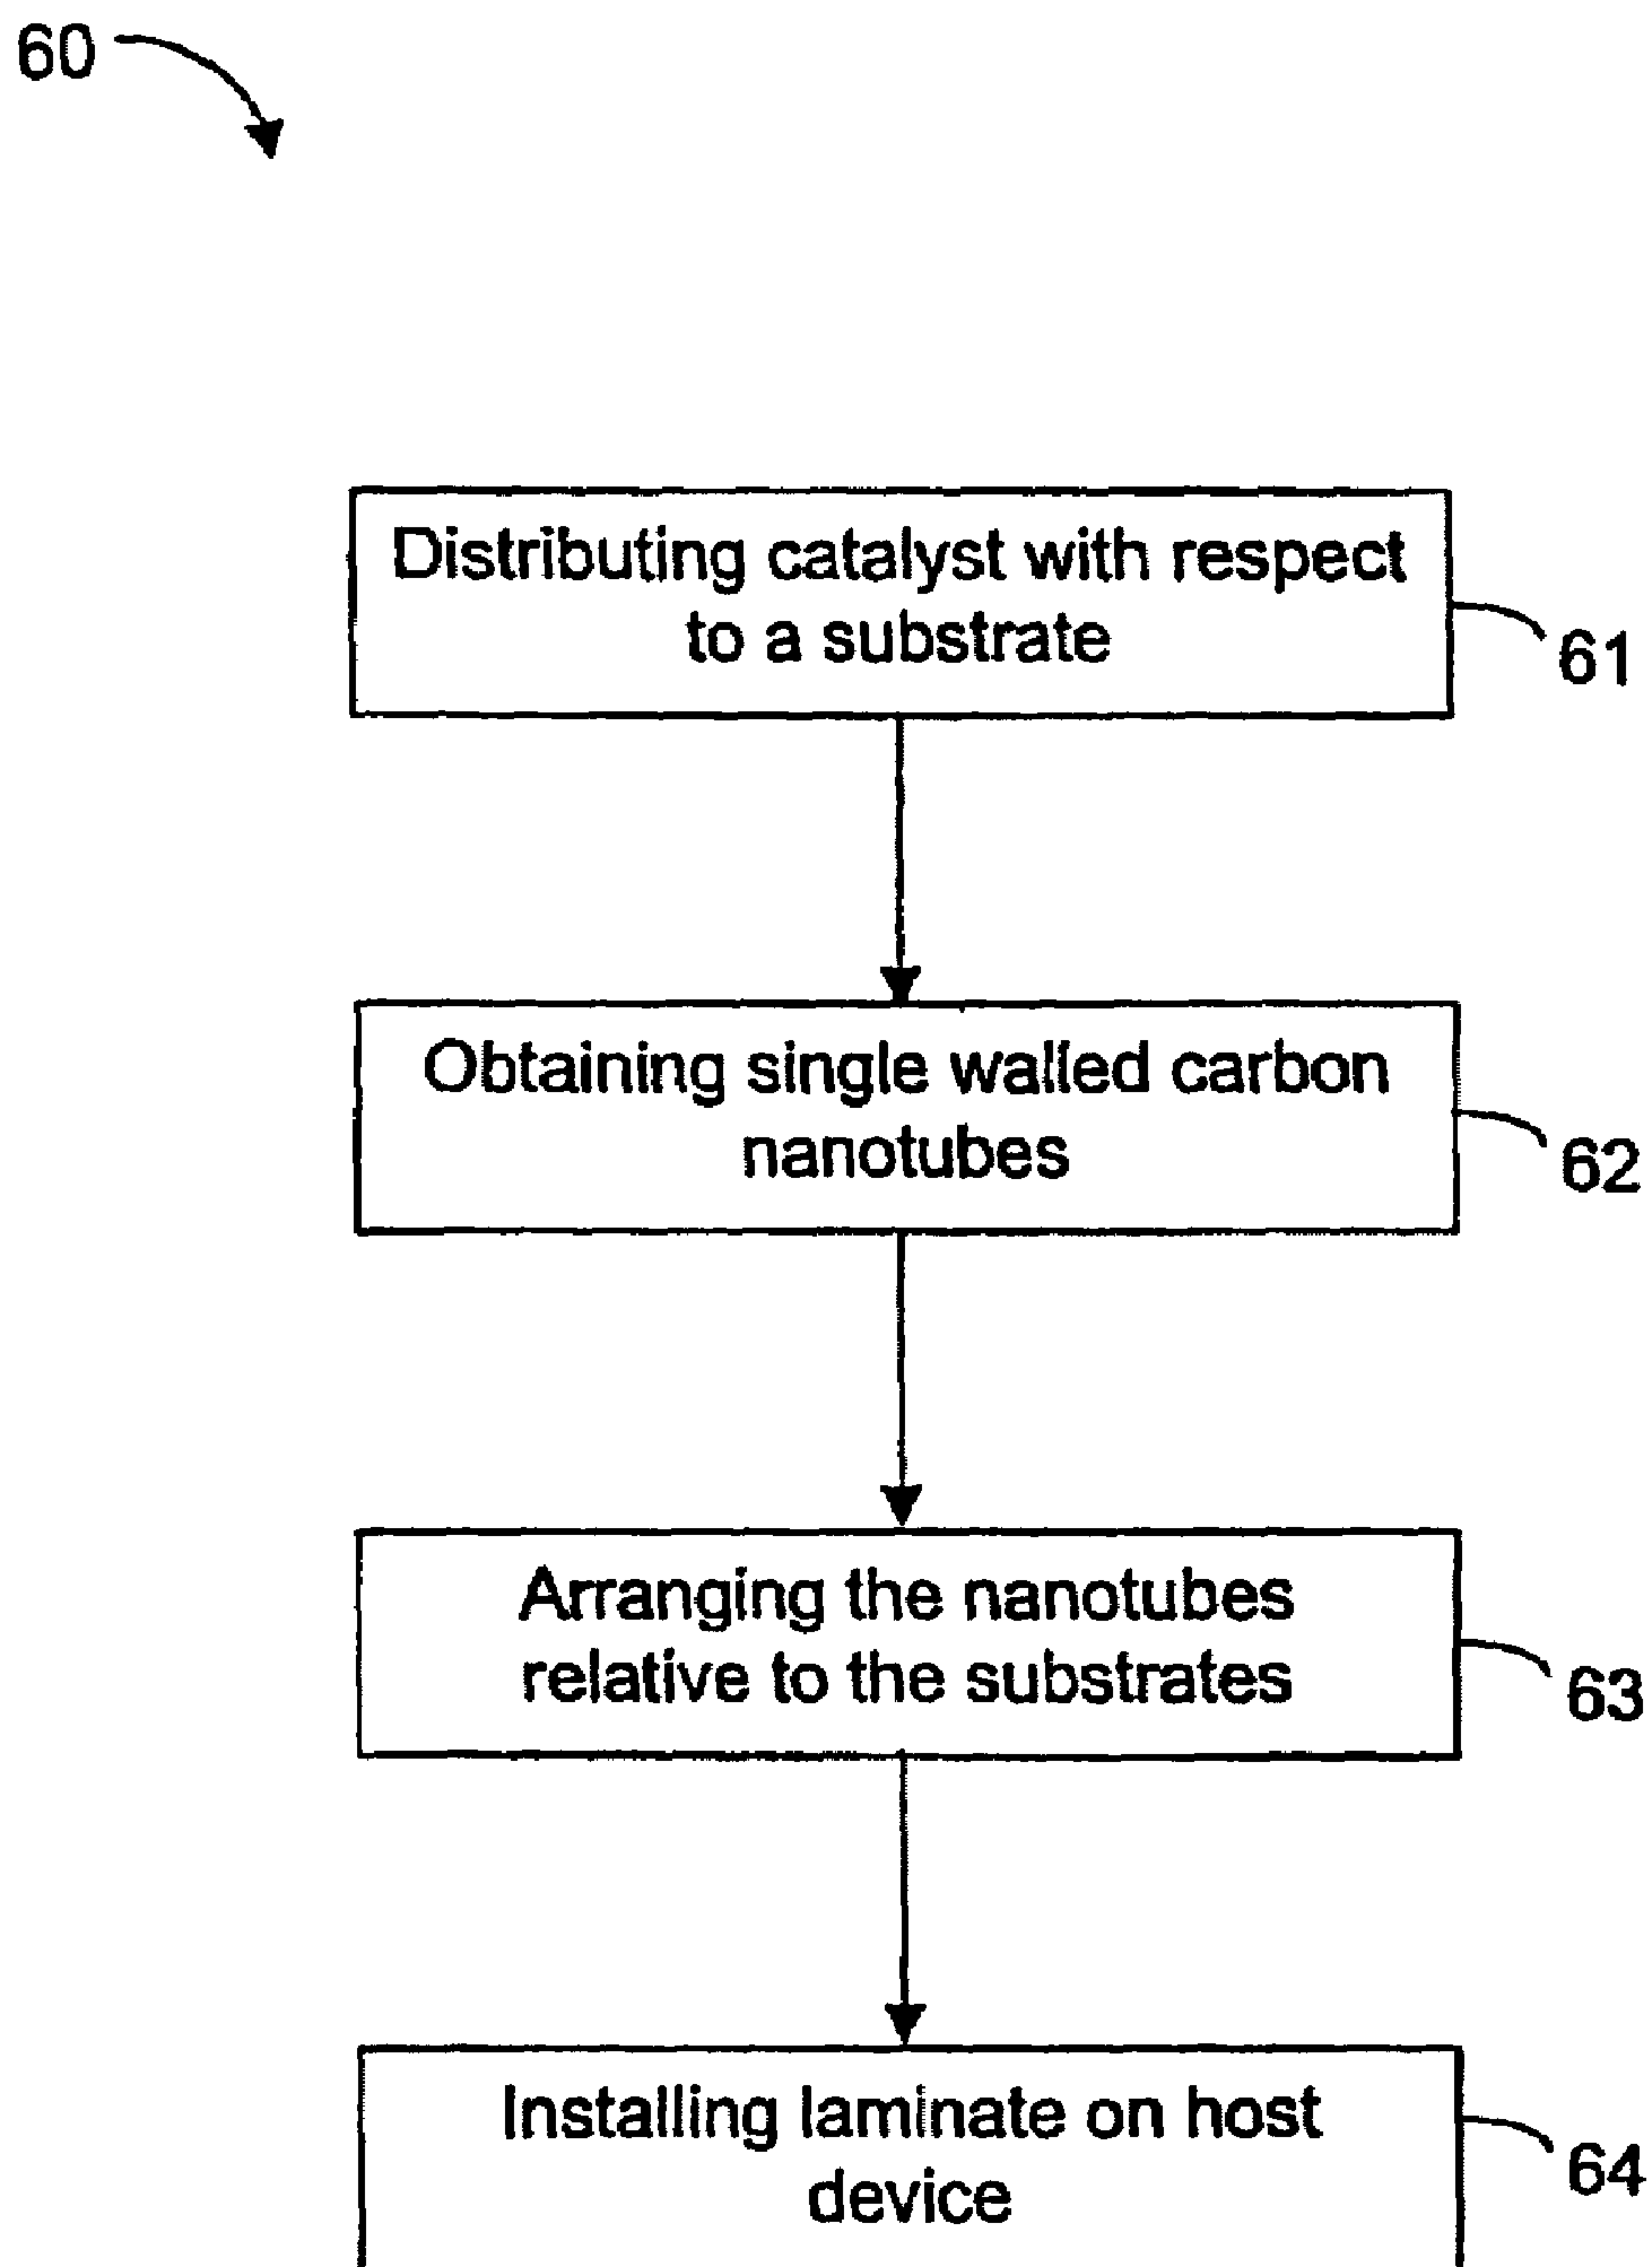 60
Distributing catalyst with respect
to a substrate
61
Obtaining single walled carbon
nanotubes
62
Arranging the nanotubes
relative to the substrates
63
Installing laminate on host
device
64